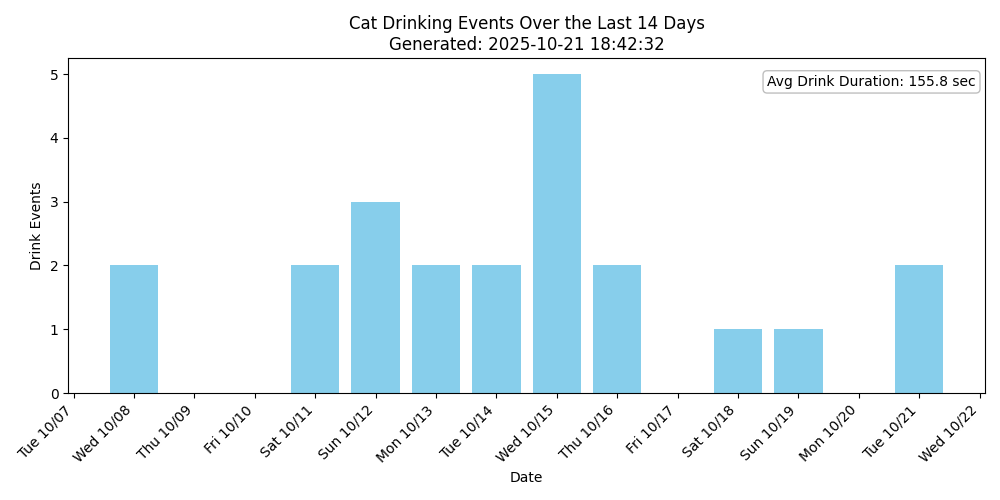 Cat Drinking Events Over the Last 14 Days
Generated: 2025-10-21 18:42:32
Avg Drink Duration: 155.8 sec
Drink Events
5
4
3
2
1
0
Tue 10/07
Wed 10/08
Thu 10/09
Fri 10/10
Sat 10/11
Sun 10/12
Mon 10/13
Tue 10/14
Wed 10/15
Thu 10/16
Fri 10/17
Sat 10/18
Sun 10/19
Mon 10/20
Tue 10/21
Wed 10/22
Date